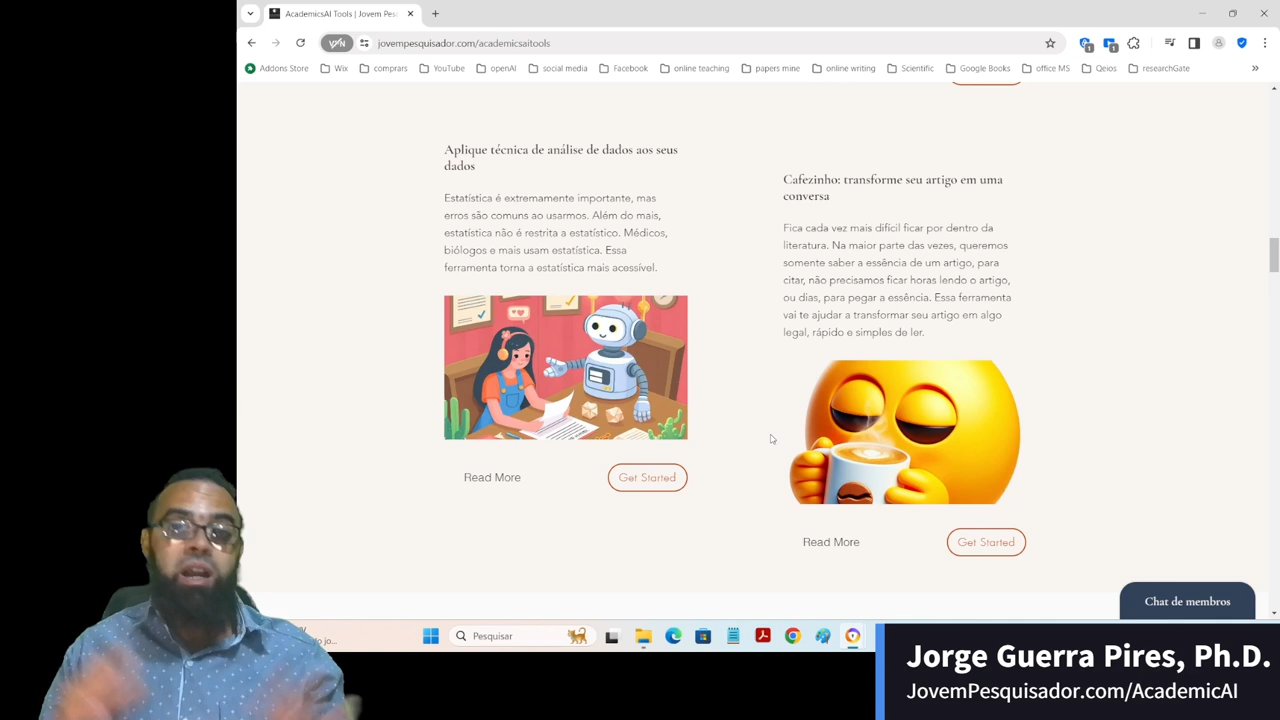 AcademicsAI Tools | Jovem Pesc
jovempesquisador.com/academicsaitools
Addons Store
Wix
comprars
YouTube
openAI
social media
Facebook
online teaching
papers mine
online writing
Scientific
Google Books
office MS
Qeios
researchGate
Aplique técnica de análise de dados aos seus
dados
Estatística é extremamente importante, mas
erros são comuns ao usarmos. Além do mais,
estatística não é restrita a estatístico. Médicos,
biólogos e mais usam estatística. Essa
ferramenta torna a estatística mais acessível.
Read More
Get Started
Cafezinho: transforme seu artigo em uma
conversa
Fica cada vez mais difícil ficar por dentro da
literatura. Na maior parte das vezes, queremos
somente saber a essência de um artigo, para
citar, não precisamos ficar horas lendo o artigo,
ou dias, para pegar a essência. Essa ferramenta
vai te ajudar a transformar seu artigo em algo
legal, rápido e simples de ler.
Read More
Get Started
Chat de membros
Pesquisar
Jorge Guerra Pires, Ph.D.
JovemPesquisador.com/AcademicAI